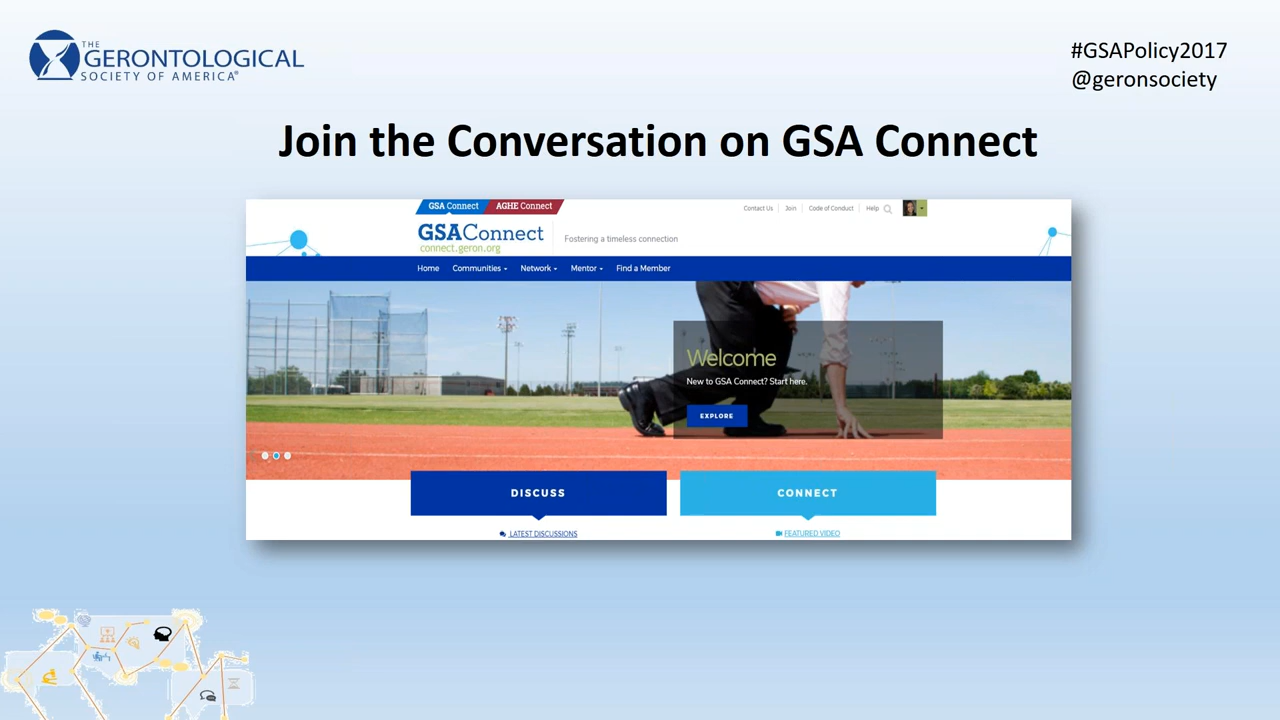 THE
GERONTOLOGICAL
SOCIETY OF AMERICA®
#GSAPolicy2017
@geronsociety
Join the Conversation on GSA Connect
GSA Connect AGHE Connect
Contact Us Join Code of Conduct Help
GSAConnect
connect.geron.org
Fostering a timeless connection
Home Communities Network Mentor Find a Member
Welcome
New to GSA Connect? Start here.
EXPLORE
DISCUSS
CONNECT
LATEST DISCUSSIONS
FEATURED VIDEO